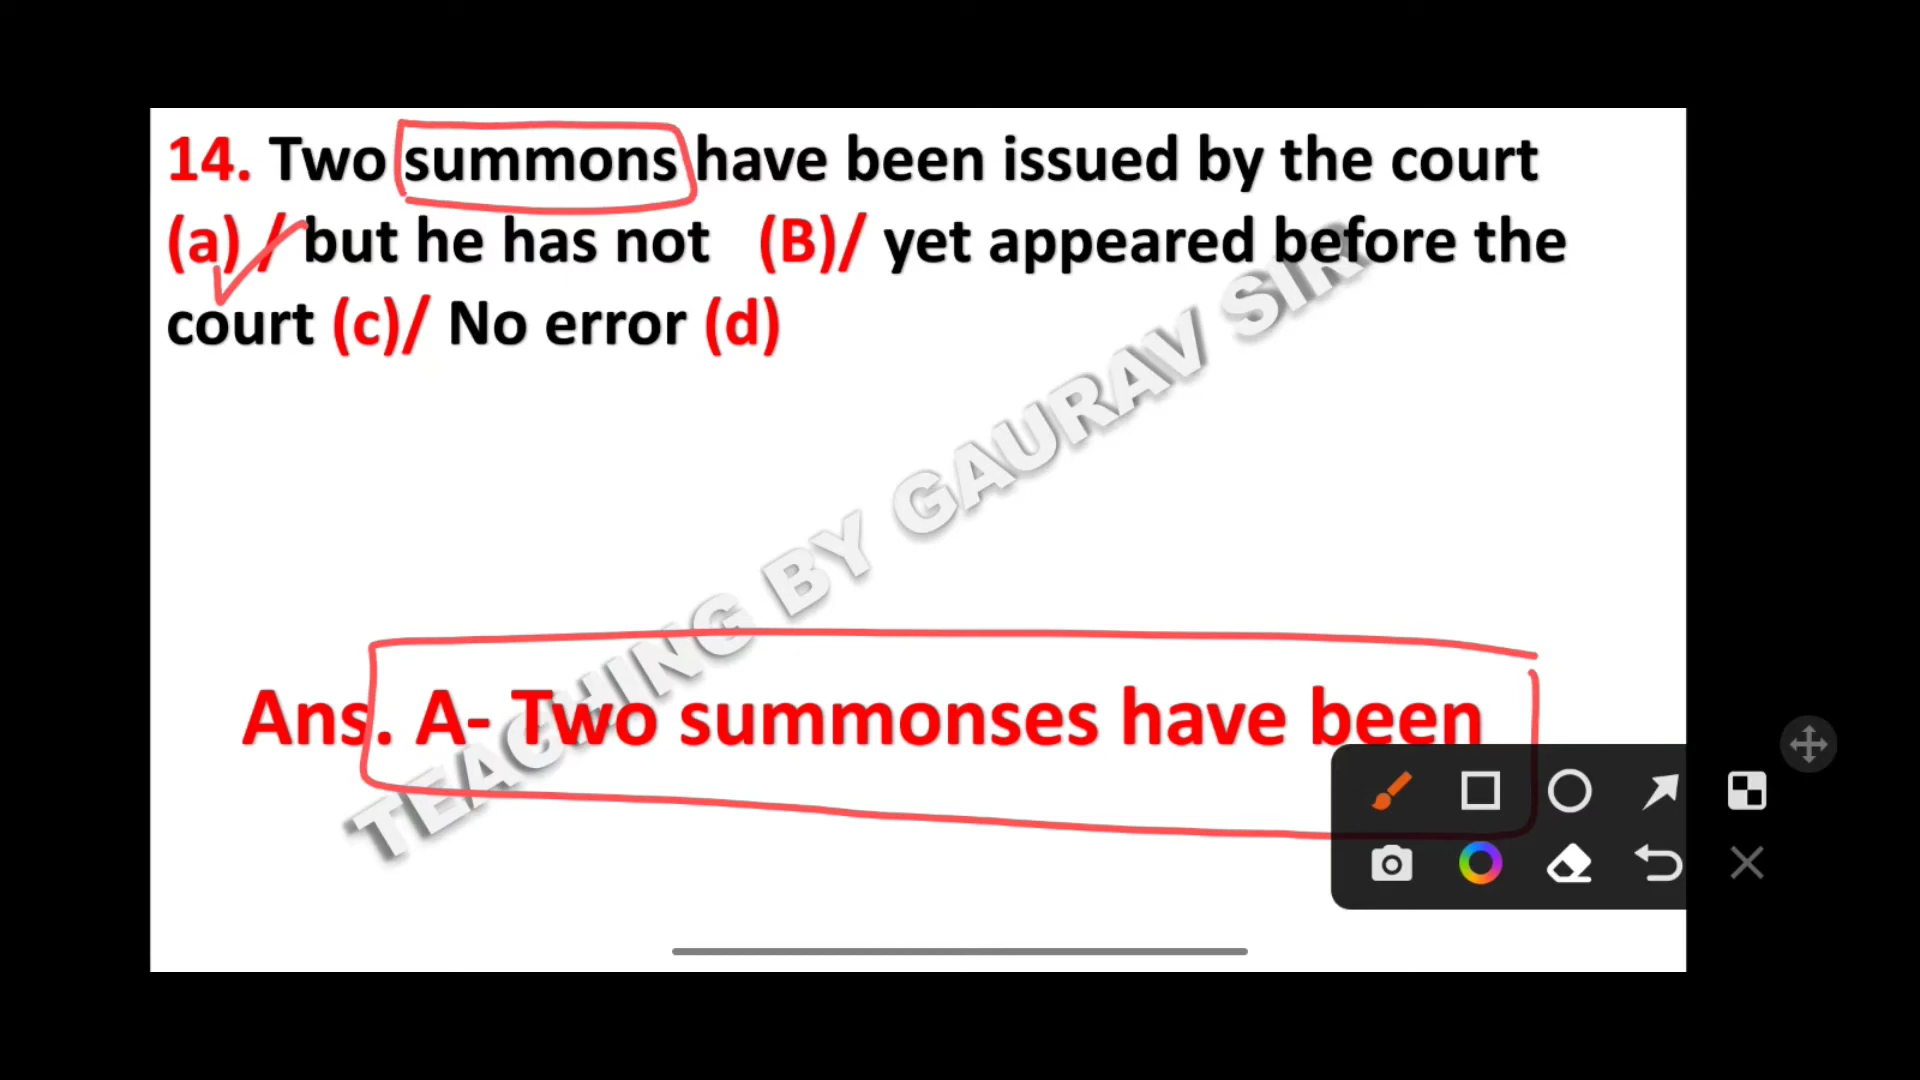 14. Two summons have been issued by the court
(a) / but he has not (B)/ yet appeared before the
court (c)/ No error (d)
TEACHING BY GAURAV SIR
Ans. A- Two summonses have been